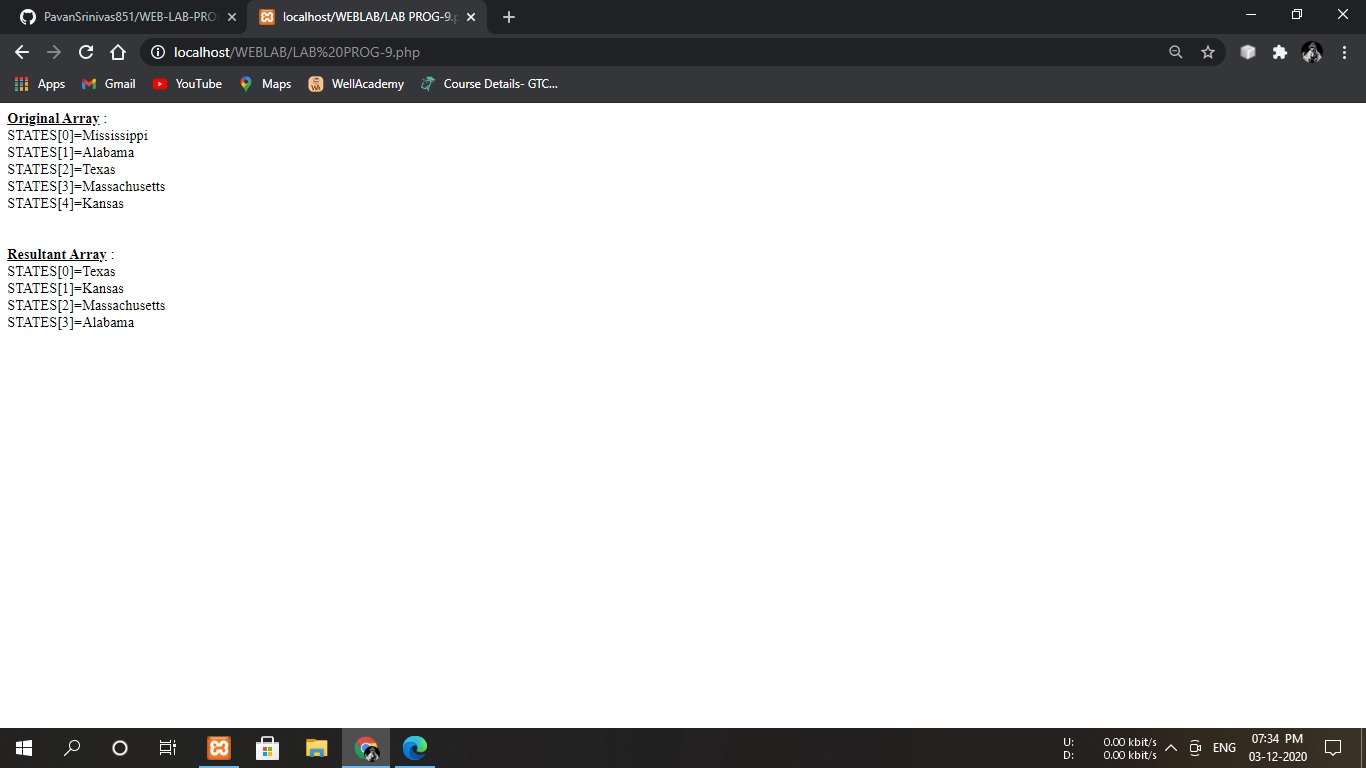 PavanSrinivas851/WEB-LAB-PRO
localhost/WEBLAB/LAB PROG-9.p
localhost/WEBLAB/LAB%20PROG-9.php
Apps
Gmail
YouTube
Maps
WellAcademy
Course Details- GTC...
Original Array :
STATES[0]=Mississippi
STATES[1]=Alabama
STATES[2]=Texas
STATES[3]=Massachusetts
STATES[4]=Kansas
Resultant Array :
STATES[0]=Texas
STATES[1]=Kansas
STATES[2]=Massachusetts
STATES[3]=Alabama
U: 0.00 kbit/s
D: 0.00 kbit/s
ENG
07:34 PM
03-12-2020